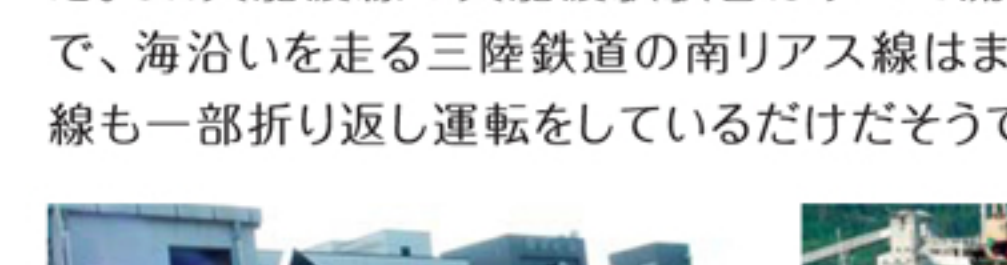 で、海沿いを走る三陸鉄道の南リアス線はま
線も一部折り返し運転をしているだけだそうで